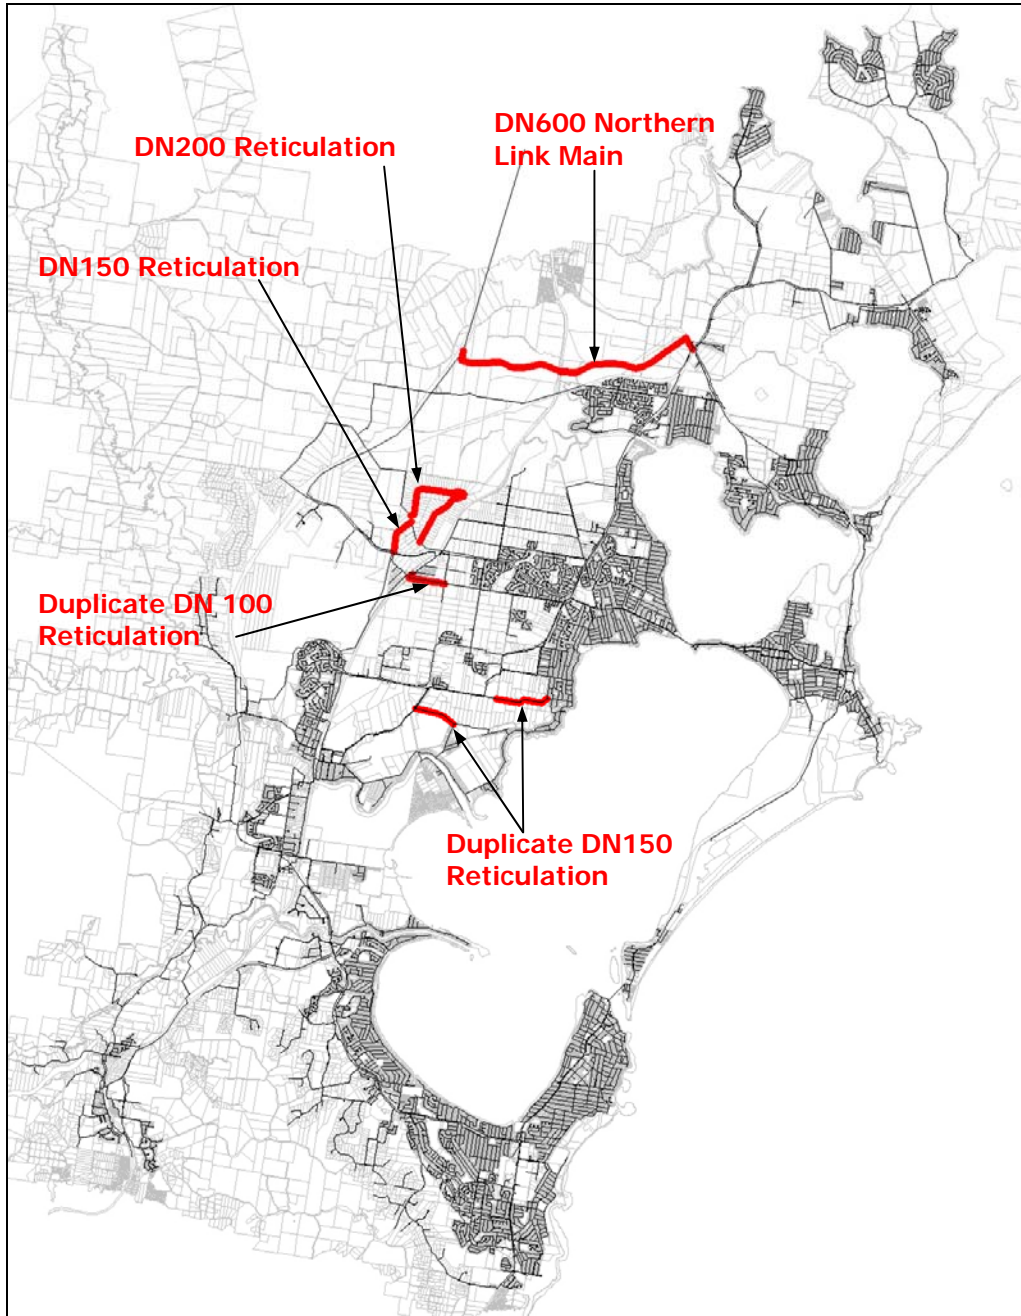 DN600 Northern
Link Main
DN200 Reticulation
DN150 Reticulation
Duplicate DN 100
Reticulation
Duplicate DN150
Reticulation